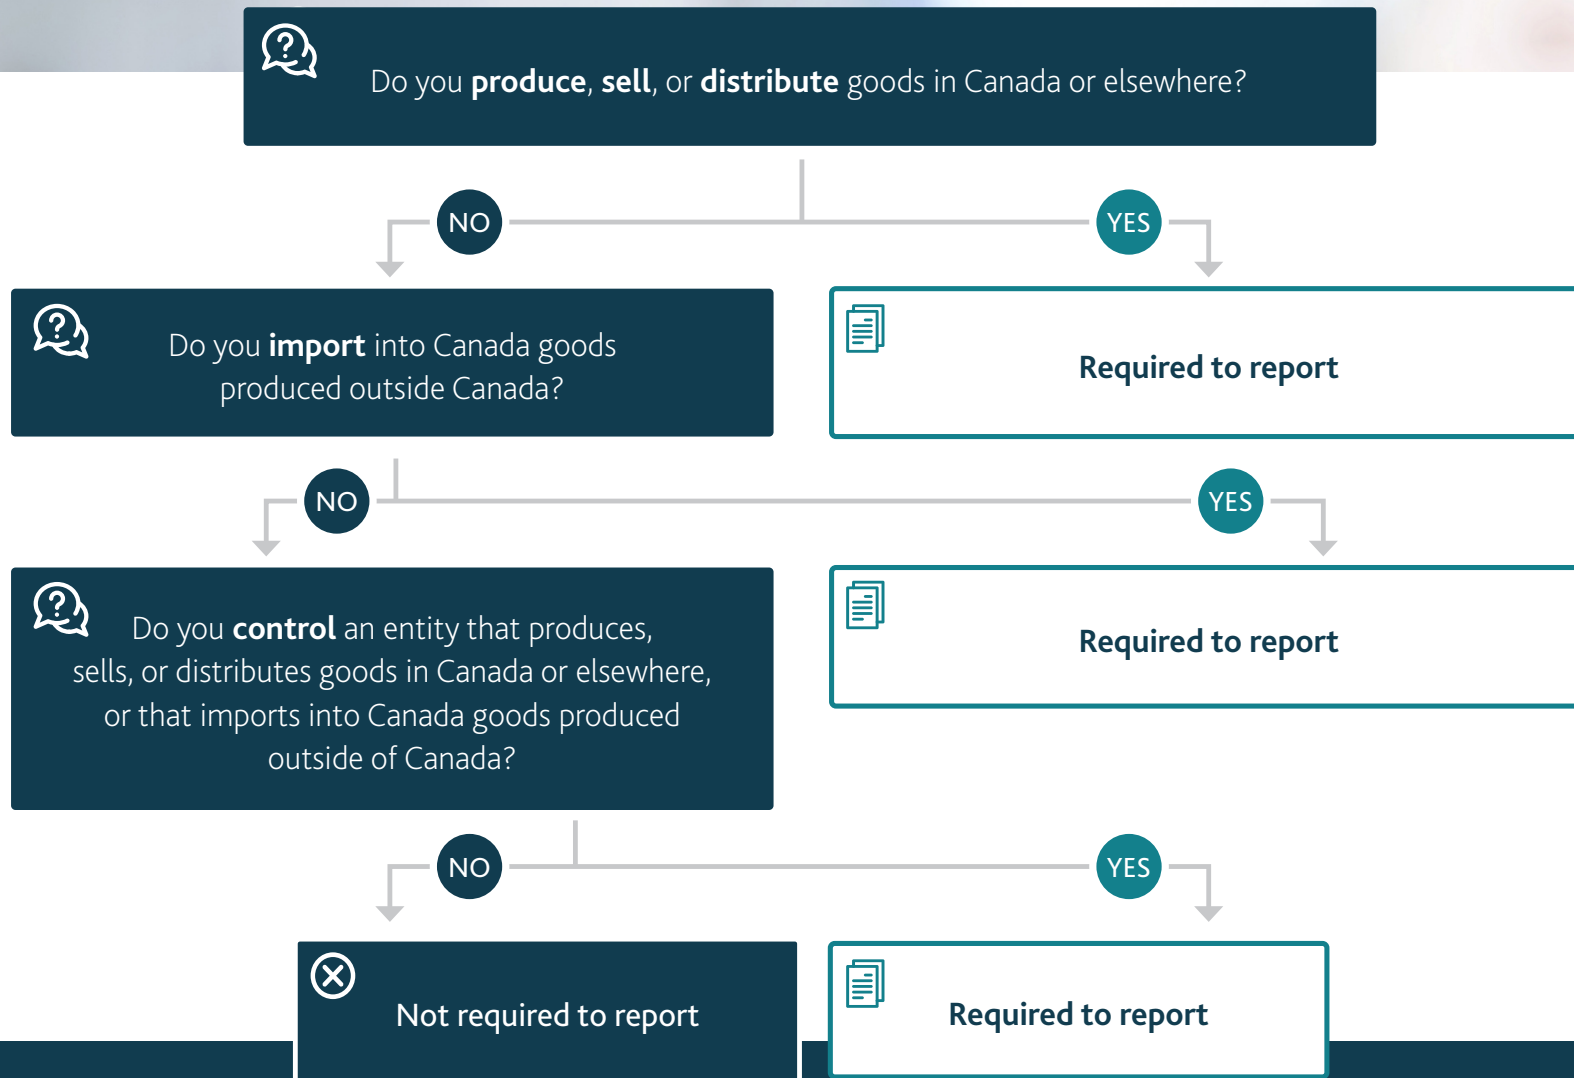 Do you produce, sell, or distribute goods in Canada or elsewhere?
NO
YES
Do you import into Canada goods
produced outside Canada?
Required to report
NO
YES
Do you control an entity that produces,
sells, or distributes goods in Canada or elsewhere,
or that imports into Canada goods produced
outside of Canada?
Required to report
NO
YES
Not required to report
Required to report